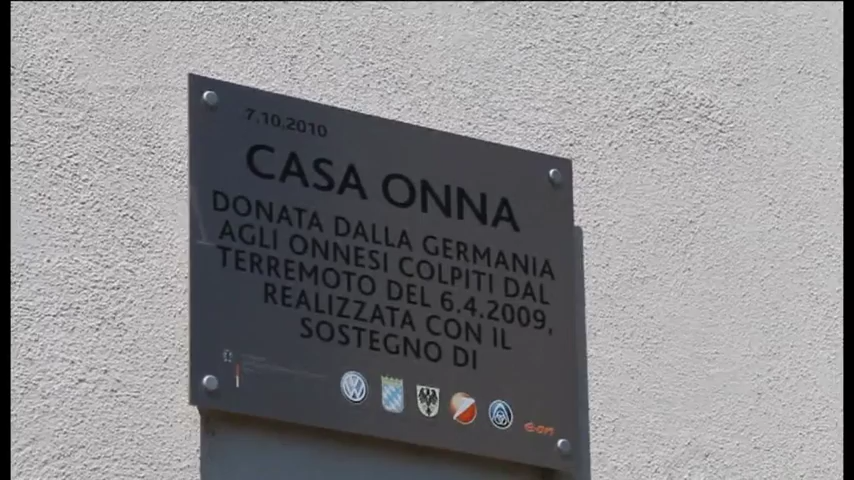 7.10.2010
CASA ONNA
DONATA DALLA GERMANIA
AGLI ONNESI COLPITI DAL
TERREMOTO DEL 6.4.2009,
REALIZZATA CON IL
SOSTEGNO DI
e·on